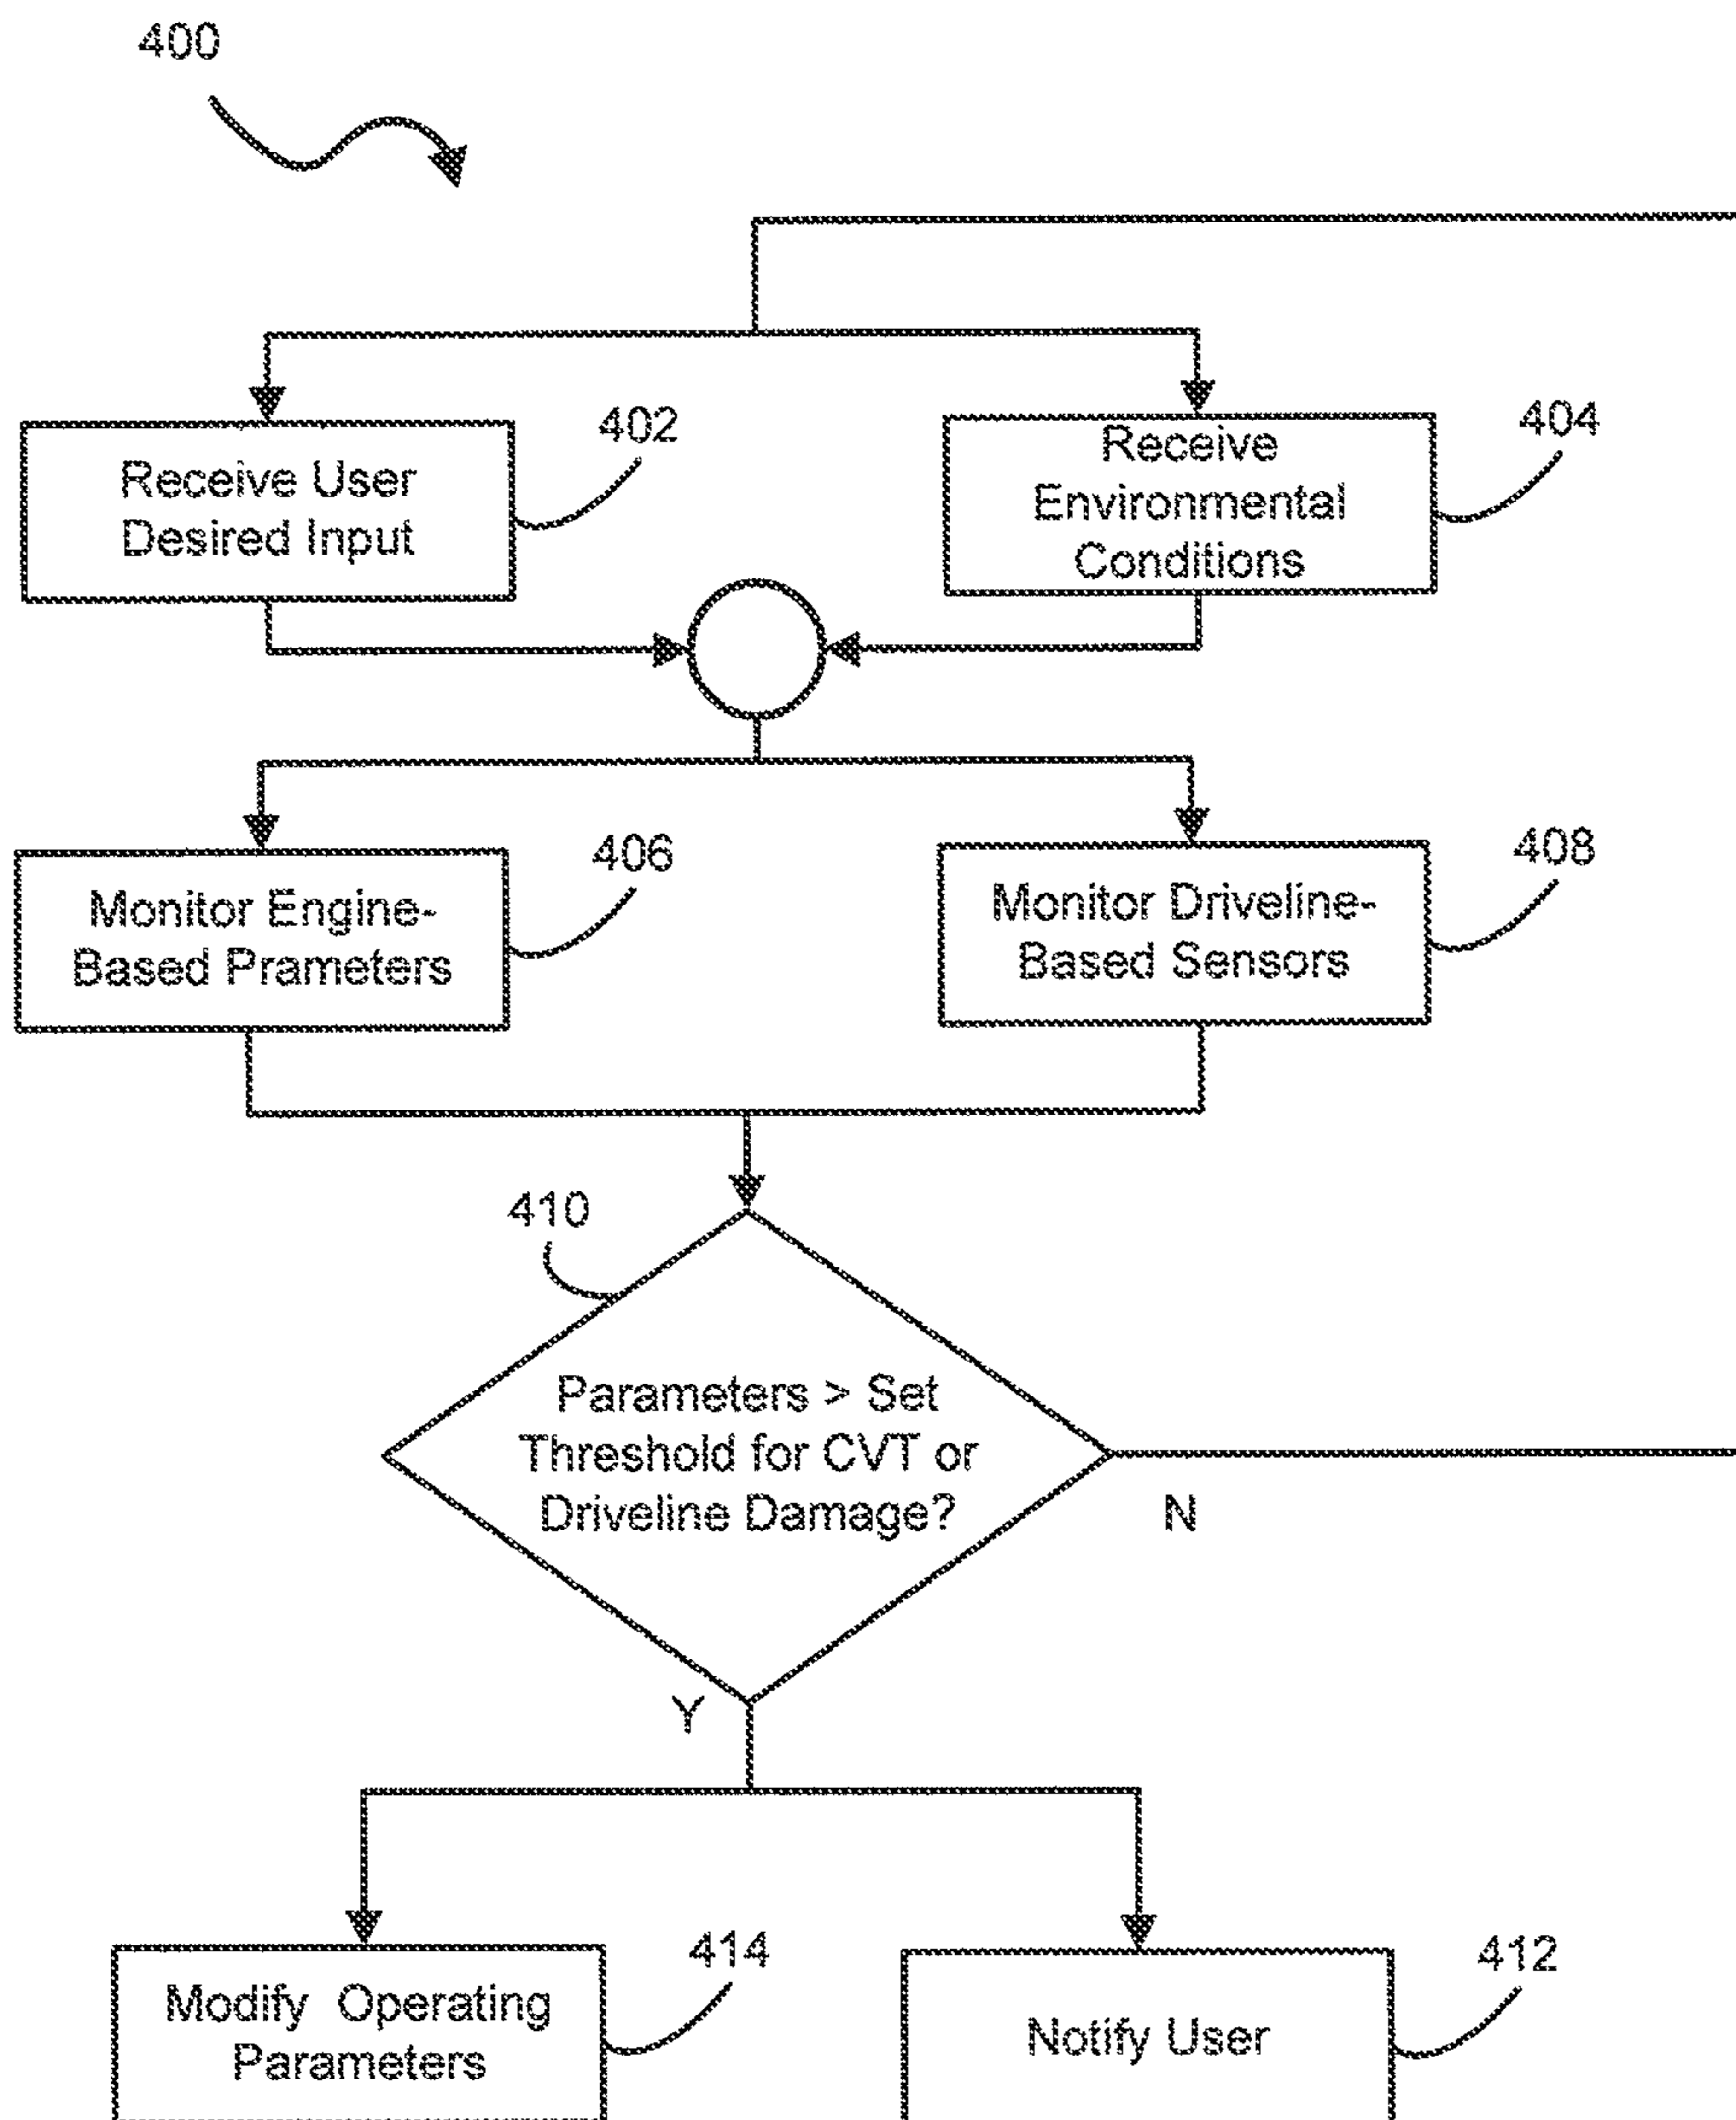 400
402
Receive User
Desired Input
404
Receive
Environmental
Conditions
406
Monitor Engine-
Based Prameters
408
Monitor Driveline-
Based Sensors
410
Parameters > Set
Threshold for CVT or
Driveline Damage?
N
Y
414
Modify Operating
Parameters
412
Notify User